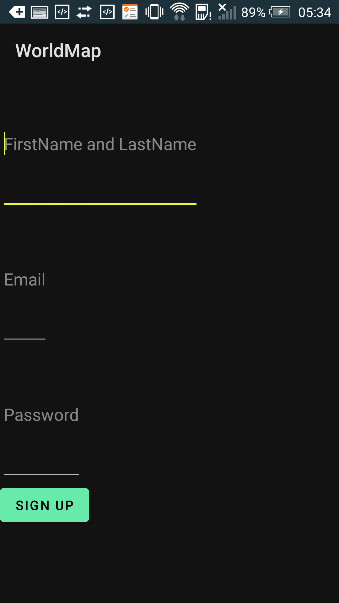 89% 05:34
WorldMap
FirstName and LastName
Email
Password
SIGN UP